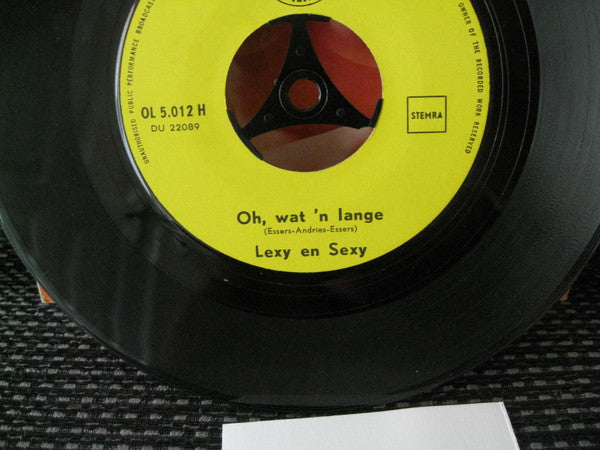 UNAUTHORISED PUBLIC PERFORMANCE BROADCAS
OWNER OF THE RECORDED WORK RESERVED
OL 5.012 H
DU 22089
STEMRA
Oh, wat 'n lange
(Essers-Andries-Essers)
Lexy en Sexy